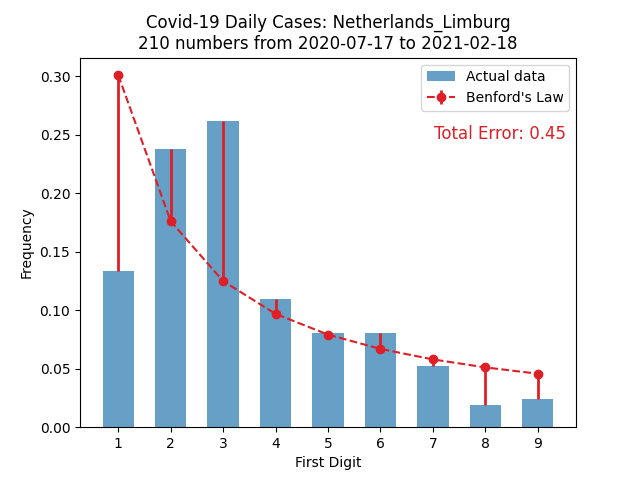 Covid-19 Daily Cases: Netherlands_Limburg
210 numbers from 2020-07-17 to 2021-02-18
Actual data
Benford's Law
Total Error: 0.45
Frequency
0.30
0.25
0.20
0.15
0.10
0.05
0.00
1 2 3 4 5 6 7 8 9
First Digit